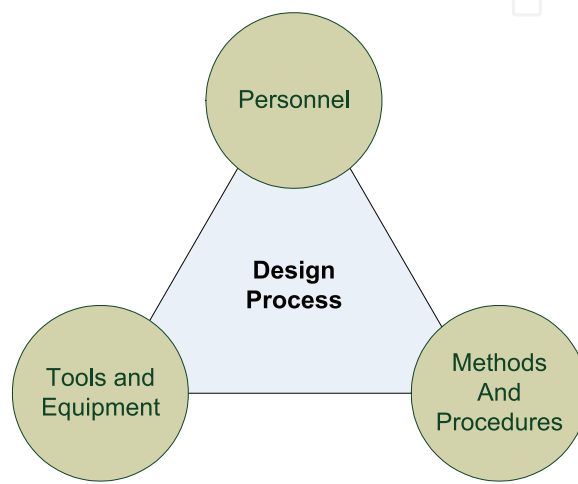 Personnel
Design
Process
Tools and
Equipment
Methods
And
Procedures